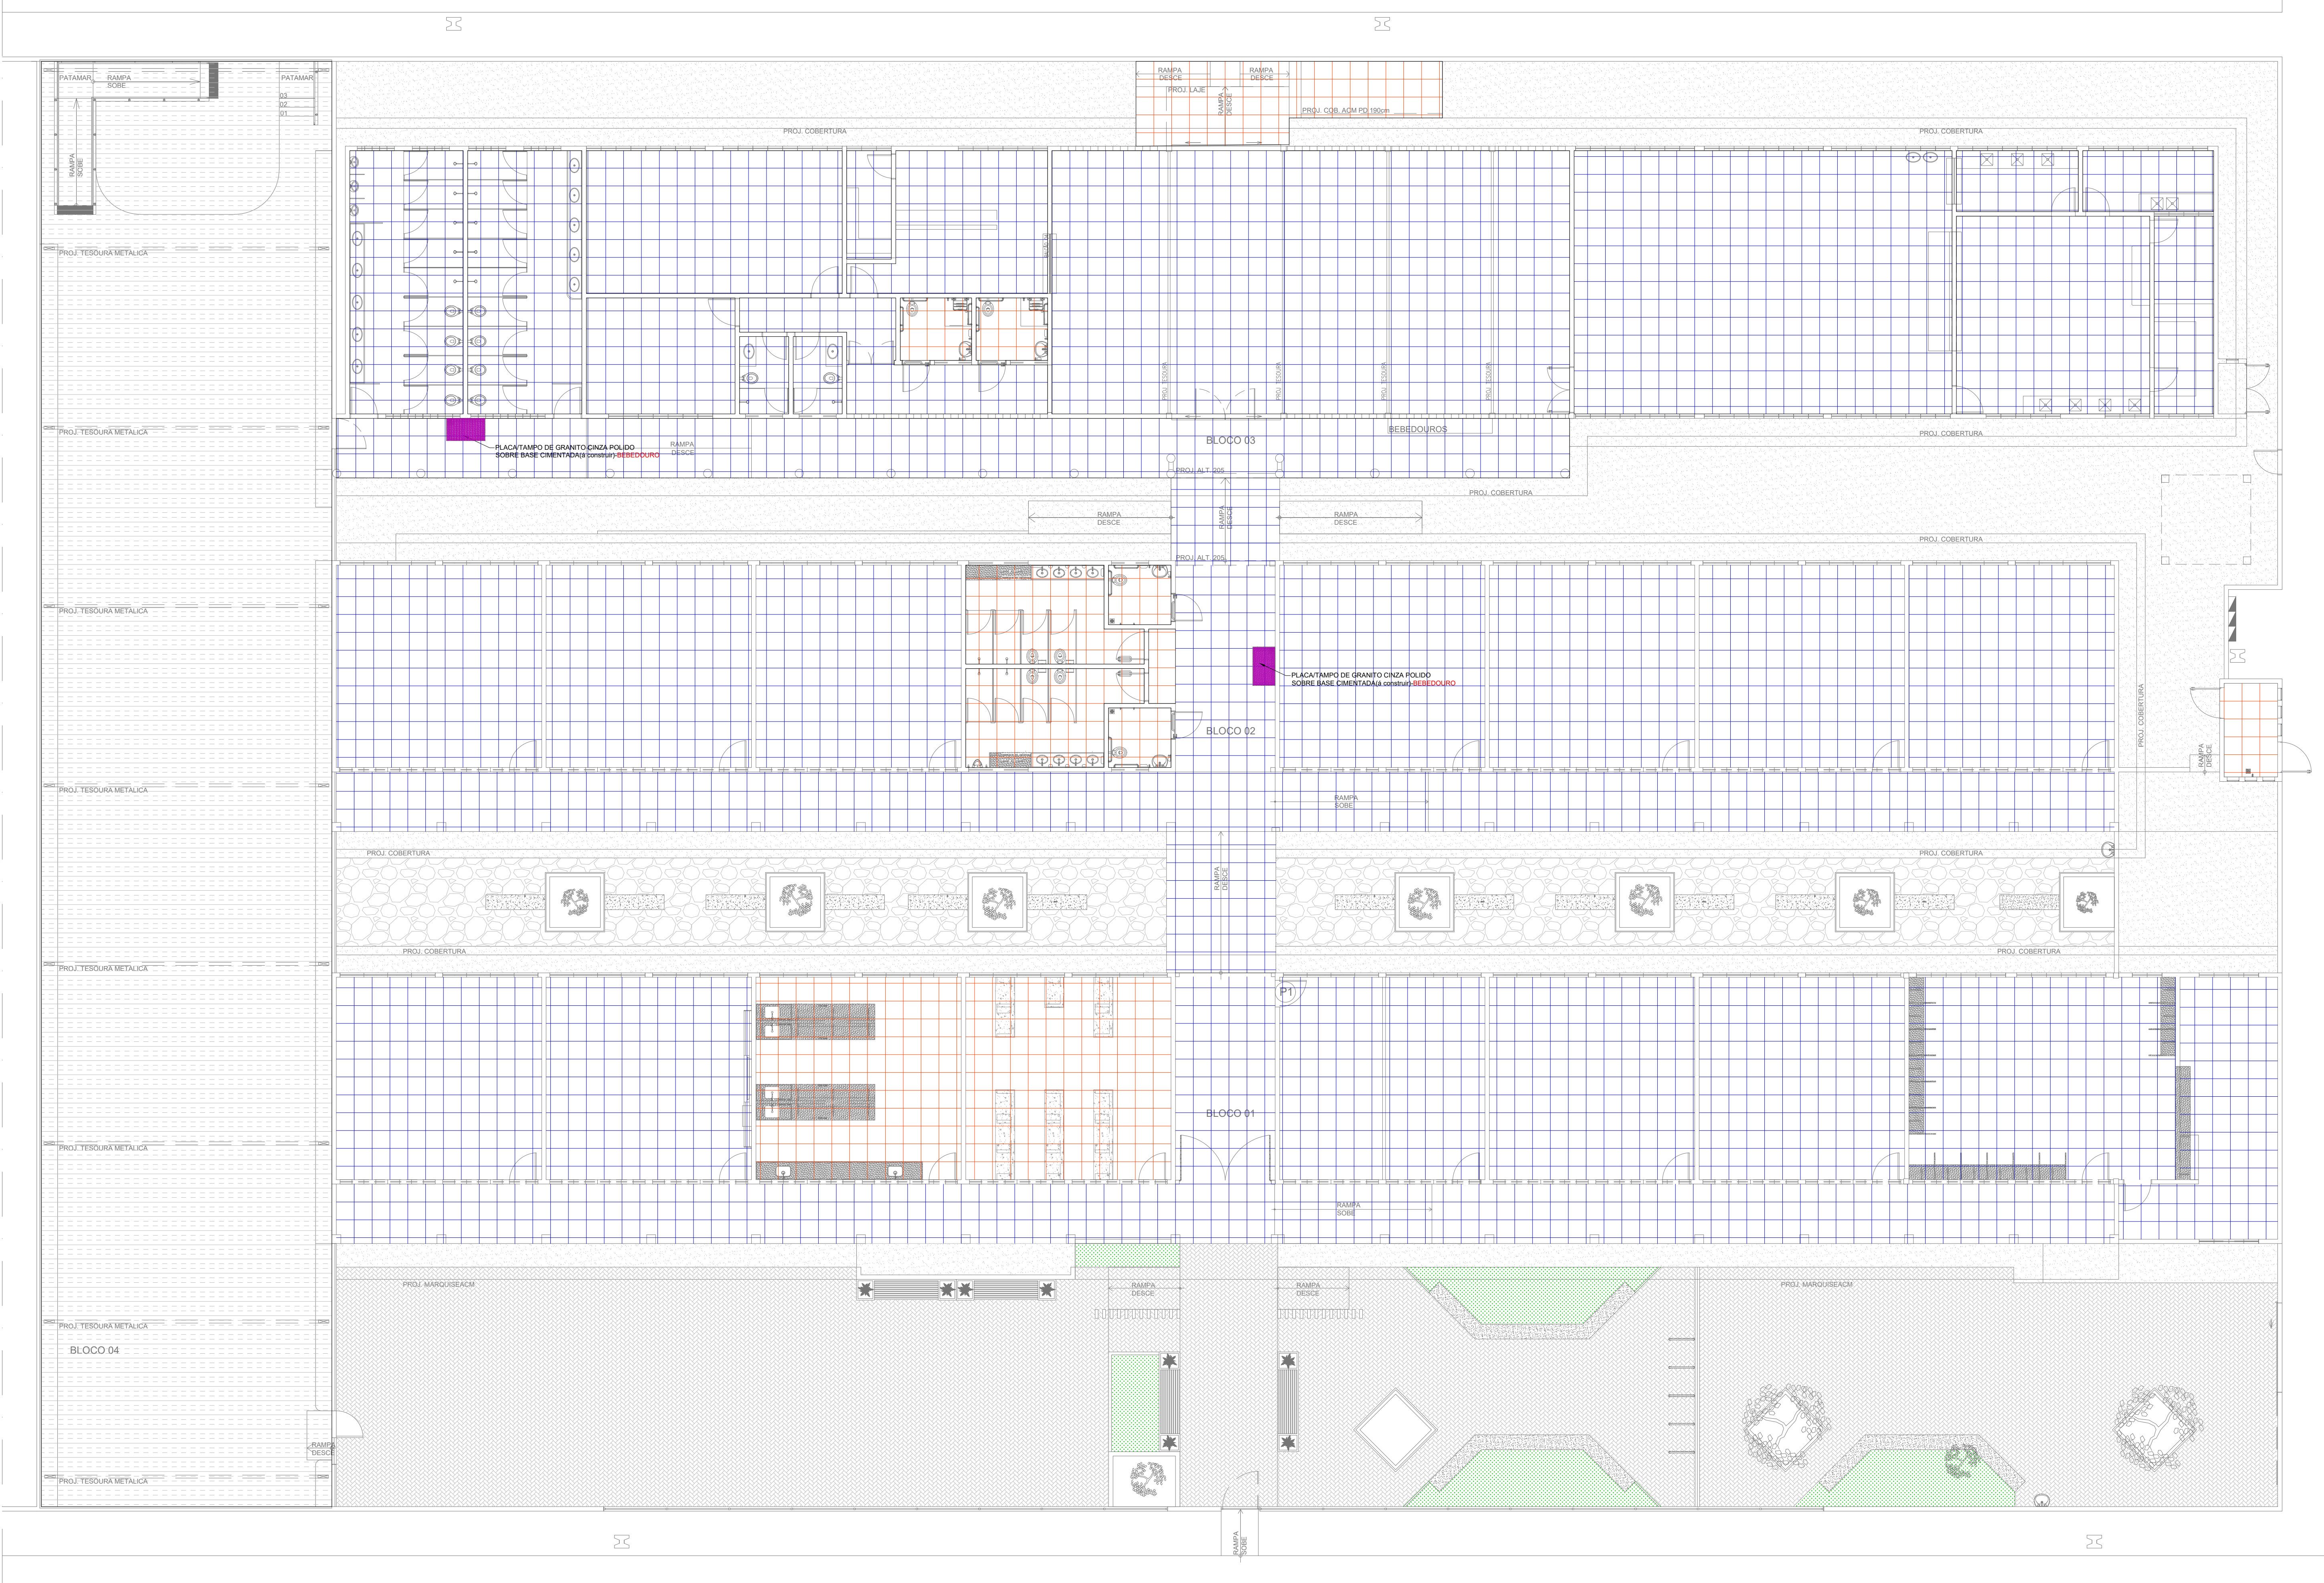 PATAMAR
RAMPA
SOBE
PATAMAR
03
02
01
RAMPA
SOBE
RAMPA
DESCE
RAMPA
DESCE
PROJ. LAJE
RAMPA
DESCE
PROJ. COB. ACM PD 190cm
PROJ. COBERTURA
PROJ. COBERTURA
PROJ. TESOURA METALICA
PROJ. TESOURA
PROJ. TESOURA
PROJ. TESOURA
PROJ. TESOURA
PROJ. TESOURA METALICA
PLACA/TAMPO DE GRANITO CINZA POLIDO
SOBRE BASE CIMENTADA(á construir)-BEBEDOURO
RAMPA
DESCE
BLOCO 03
BEBEDOUROS
PROJ. COBERTURA
PROJ. ALT. 205
PROJ. COBERTURA
RAMPA
DESCE
RAMPA
DESCE
RAMPA
DESCE
PROJ. COBERTURA
PROJ. ALT. 205
PROJ. TESOURA METALICA
PLACA/TAMPO DE GRANITO CINZA POLIDO
SOBRE BASE CIMENTADA(á construir)-BEBEDOURO
PROJ. COBERTURA
BLOCO 02
RAMPA
DESCE
PROJ. TESOURA METALICA
RAMPA
SOBE
PROJ. COBERTURA
PROJ. COBERTURA
RAMPA
DESCE
PROJ. COBERTURA
PROJ. COBERTURA
PROJ. TESOURA METALICA
P1
BLOCO 01
PROJ. TESOURA METALICA
RAMPA
SOBE
PROJ. MARQUISEACM
RAMPA
DESCE
RAMPA
DESCE
PROJ. MARQUISEACM
PROJ. TESOURA METALICA
BLOCO 04
RAMPA
DESCE
PROJ. TESOURA METALICA
RAMPA
SOBE